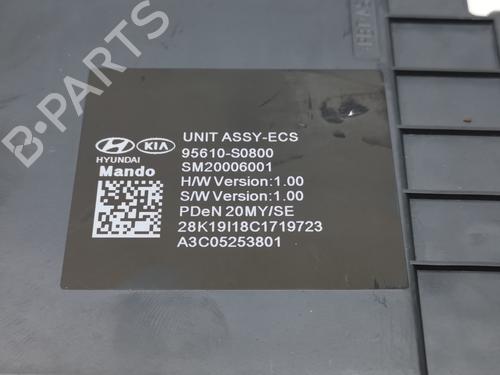 B-PARTS
HYUNDAI
KIA
Mando
UNIT ASSY-ECS
95610-S0800
SM20006001
H/W Version:1.00
S/W Version:1.00
PDeN 20MY/SE
28K19I18C1719723
A3C05253801